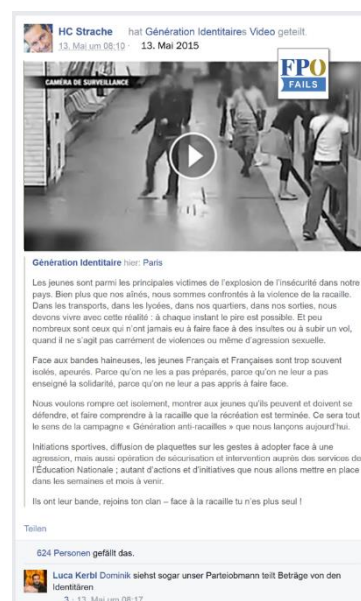 HC Strache hat Génération Identitaires Video geteilt.
13. Mai um 08:10 · 13. Mai 2015
CAMÉRA DE SURVEILLANCE
FPÖ
FAILS
Génération Identitaire hier: Paris
Les jeunes sont parmi les principales victimes de l'explosion de l'insécurité dans notre
pays. Bien plus que nos aînés, nous sommes confrontés à la violence de la racaille.
Dans les transports, dans les lycées, dans nos quartiers, dans nos sorties, nous
devons vivre avec cette réalité : à chaque instant le pire est possible. Et peu
nombreux sont ceux qui n'ont jamais eu à faire face à des insultes ou à subir un vol,
quand il ne s'agit pas carrément de violences ou même d'agression sexuelle.
Face aux bandes haineuses, les jeunes Français et Françaises sont trop souvent
isolés, apeurés. Parce qu'on ne les a pas préparés, parce qu'on ne leur a pas
enseigné la solidarité, parce qu'on ne leur a pas appris à faire face.
Nous voulons rompre cet isolement, montrer aux jeunes qu'ils peuvent et doivent se
défendre, et faire comprendre à la racaille que la récréation est terminée. Ce sera tout
le sens de la campagne « Génération anti-racailles » que nous lançons aujourd'hui.
Initiations sportives, diffusion de plaquettes sur les gestes à adopter face à une
agression, mais aussi opération de sécurisation et intervention auprès des services de
l'Éducation Nationale ; autant d'actions et d'initiatives que nous allons mettre en place
dans les semaines et mois à venir.
Ils ont leur bande, rejoins ton clan – face à la racaille tu n'es plus seul !
Teilen
624 Personen gefällt das.
Luca Kerbl Dominik siehst sogar unser Parteiobmann teilt Beträge von den
Identitären
3 · 13. Mai um 08:17